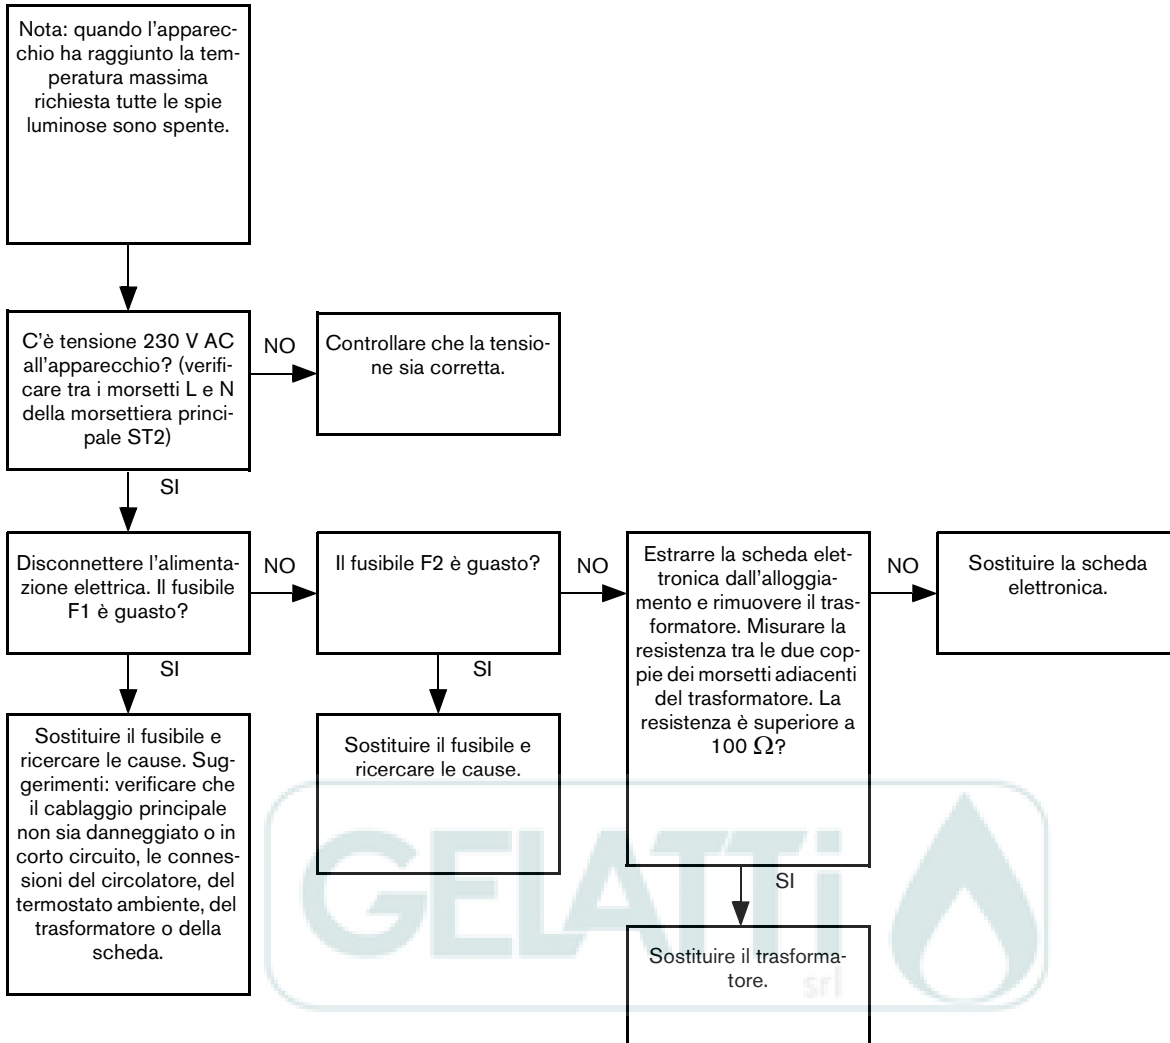 Nota: quando l'apparec-
chio ha raggiunto la tem-
peratura massima
richiesta tutte le spie
luminose sono spente.
C'è tensione 230 V AC
all'apparecchio? (verifi-
care tra i morsetti L e N
della morsettiera princi-
pale ST2)
NO
Controllare che la tensio-
ne sia corretta.
SI
Disconnettere l'alimenta-
zione elettrica. Il fusibile
F1 è guasto?
NO
Il fusibile F2 è guasto?
NO
Estrarre la scheda elet-
tronica dall'alloggia-
mento e rimuovere il tras-
formatore. Misurare la
resistenza tra le due cop-
pie dei morsetti adiacenti
del trasformatore. La
resistenza è superiore a
100 Ω?
NO
Sostituire la scheda
elettronica.
SI
Sostituire il fusibile e
ricercare le cause. Sug-
gerimenti: verificare che
il cablaggio principale
non sia danneggiato o in
corto circuito, le connes-
sioni del circolatore, del
termostato ambiente, del
trasformatore o della
scheda.
SI
Sostituire il fusibile e
ricercare le cause.
SI
Sostituire il trasforma-
tore.
GELATTi
srl